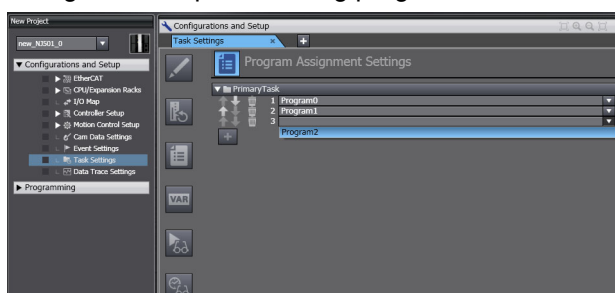 New Project
new_NJ501_0
Configurations and Setup
EtherCAT
CPU/Expansion Racks
I/O Map
Controller Setup
Motion Control Setup
Cam Data Settings
Event Settings
Task Settings
Data Trace Settings
Programming
Configurations and Setup
Task Settings × +
Program Assignment Settings
PrimaryTask
1 Program0
2 Program1
3
Program2
+
VAR